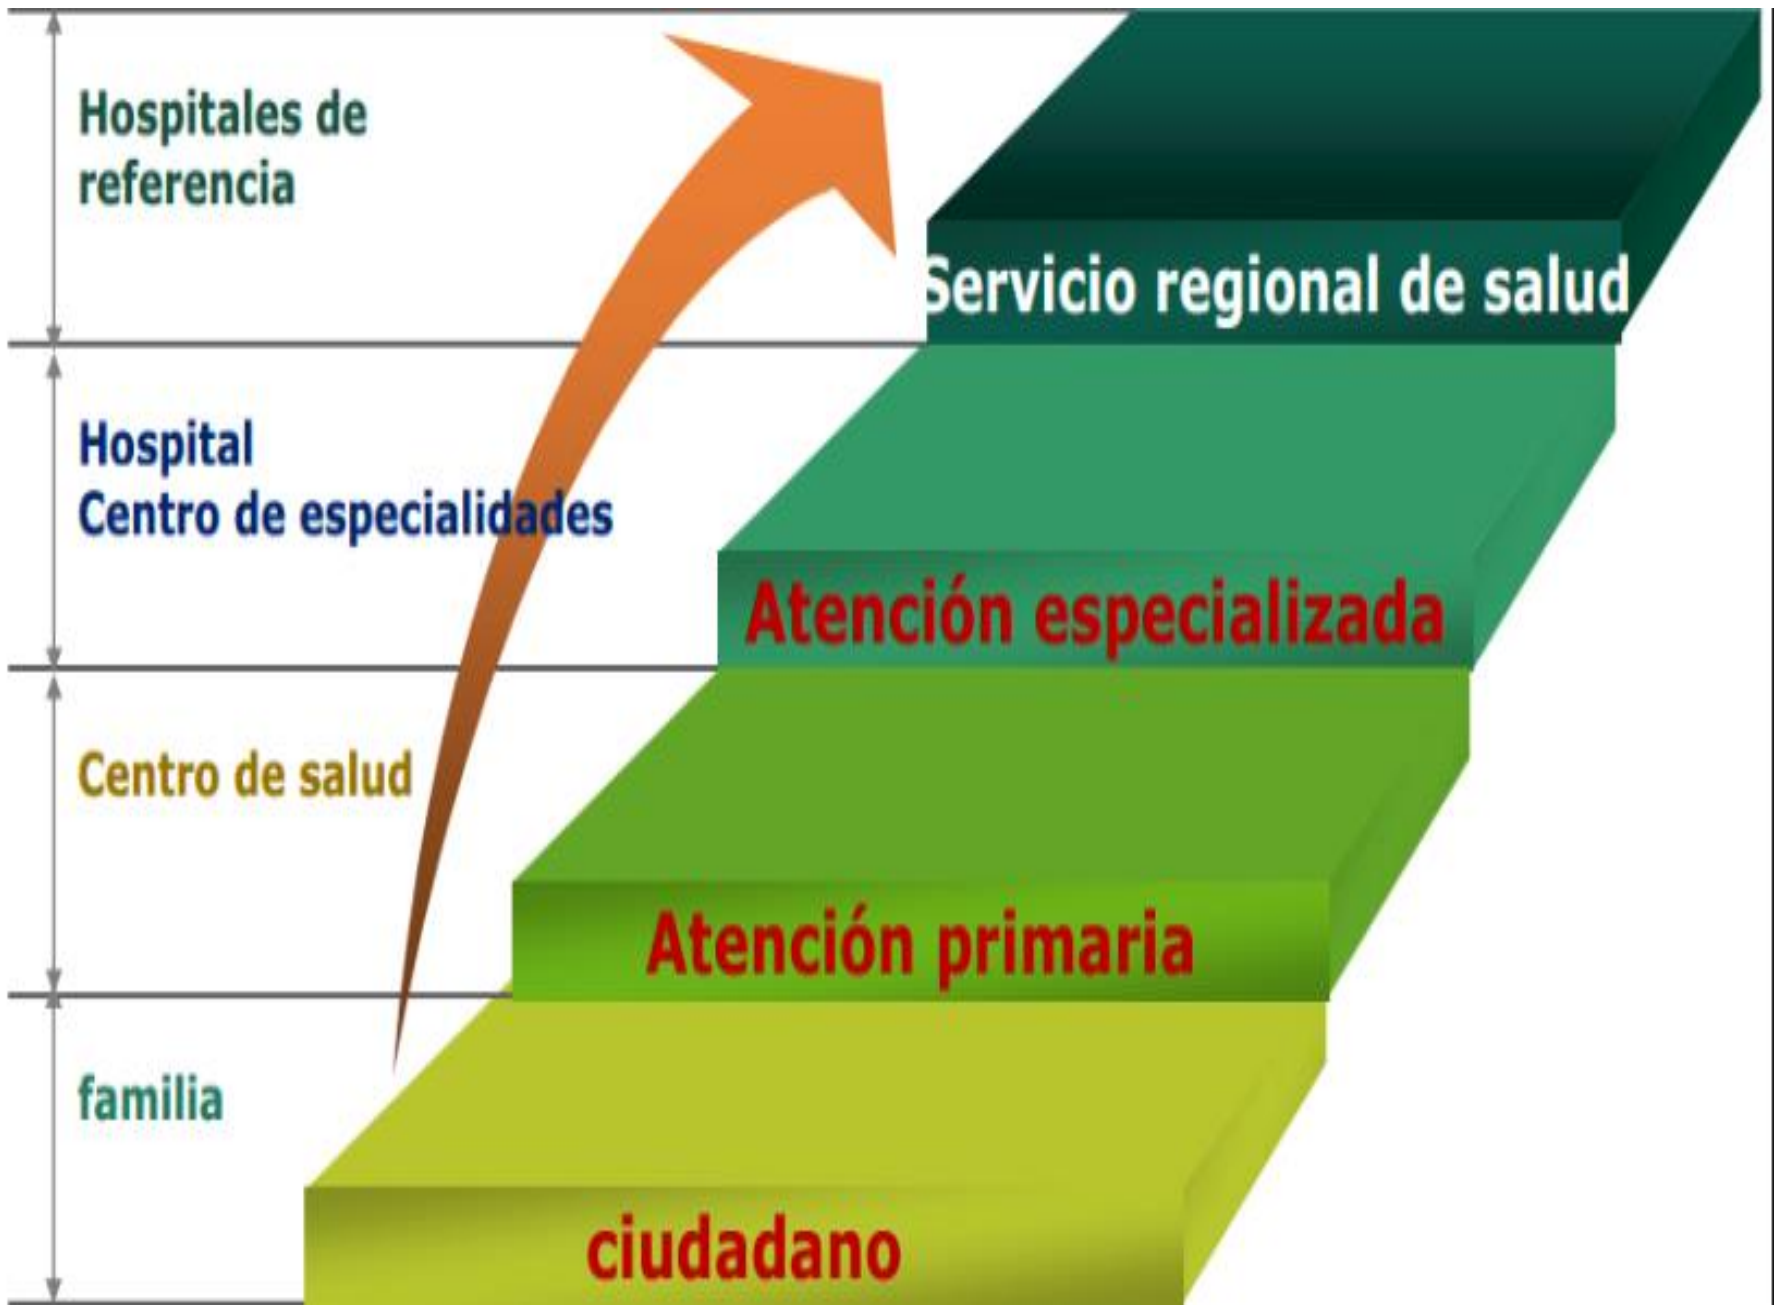 Hospitales de
referencia
Servicio regional de salud
Hospital
Centro de especialidades
Atención especializada
Centro de salud
Atención primaria
familia
ciudadano